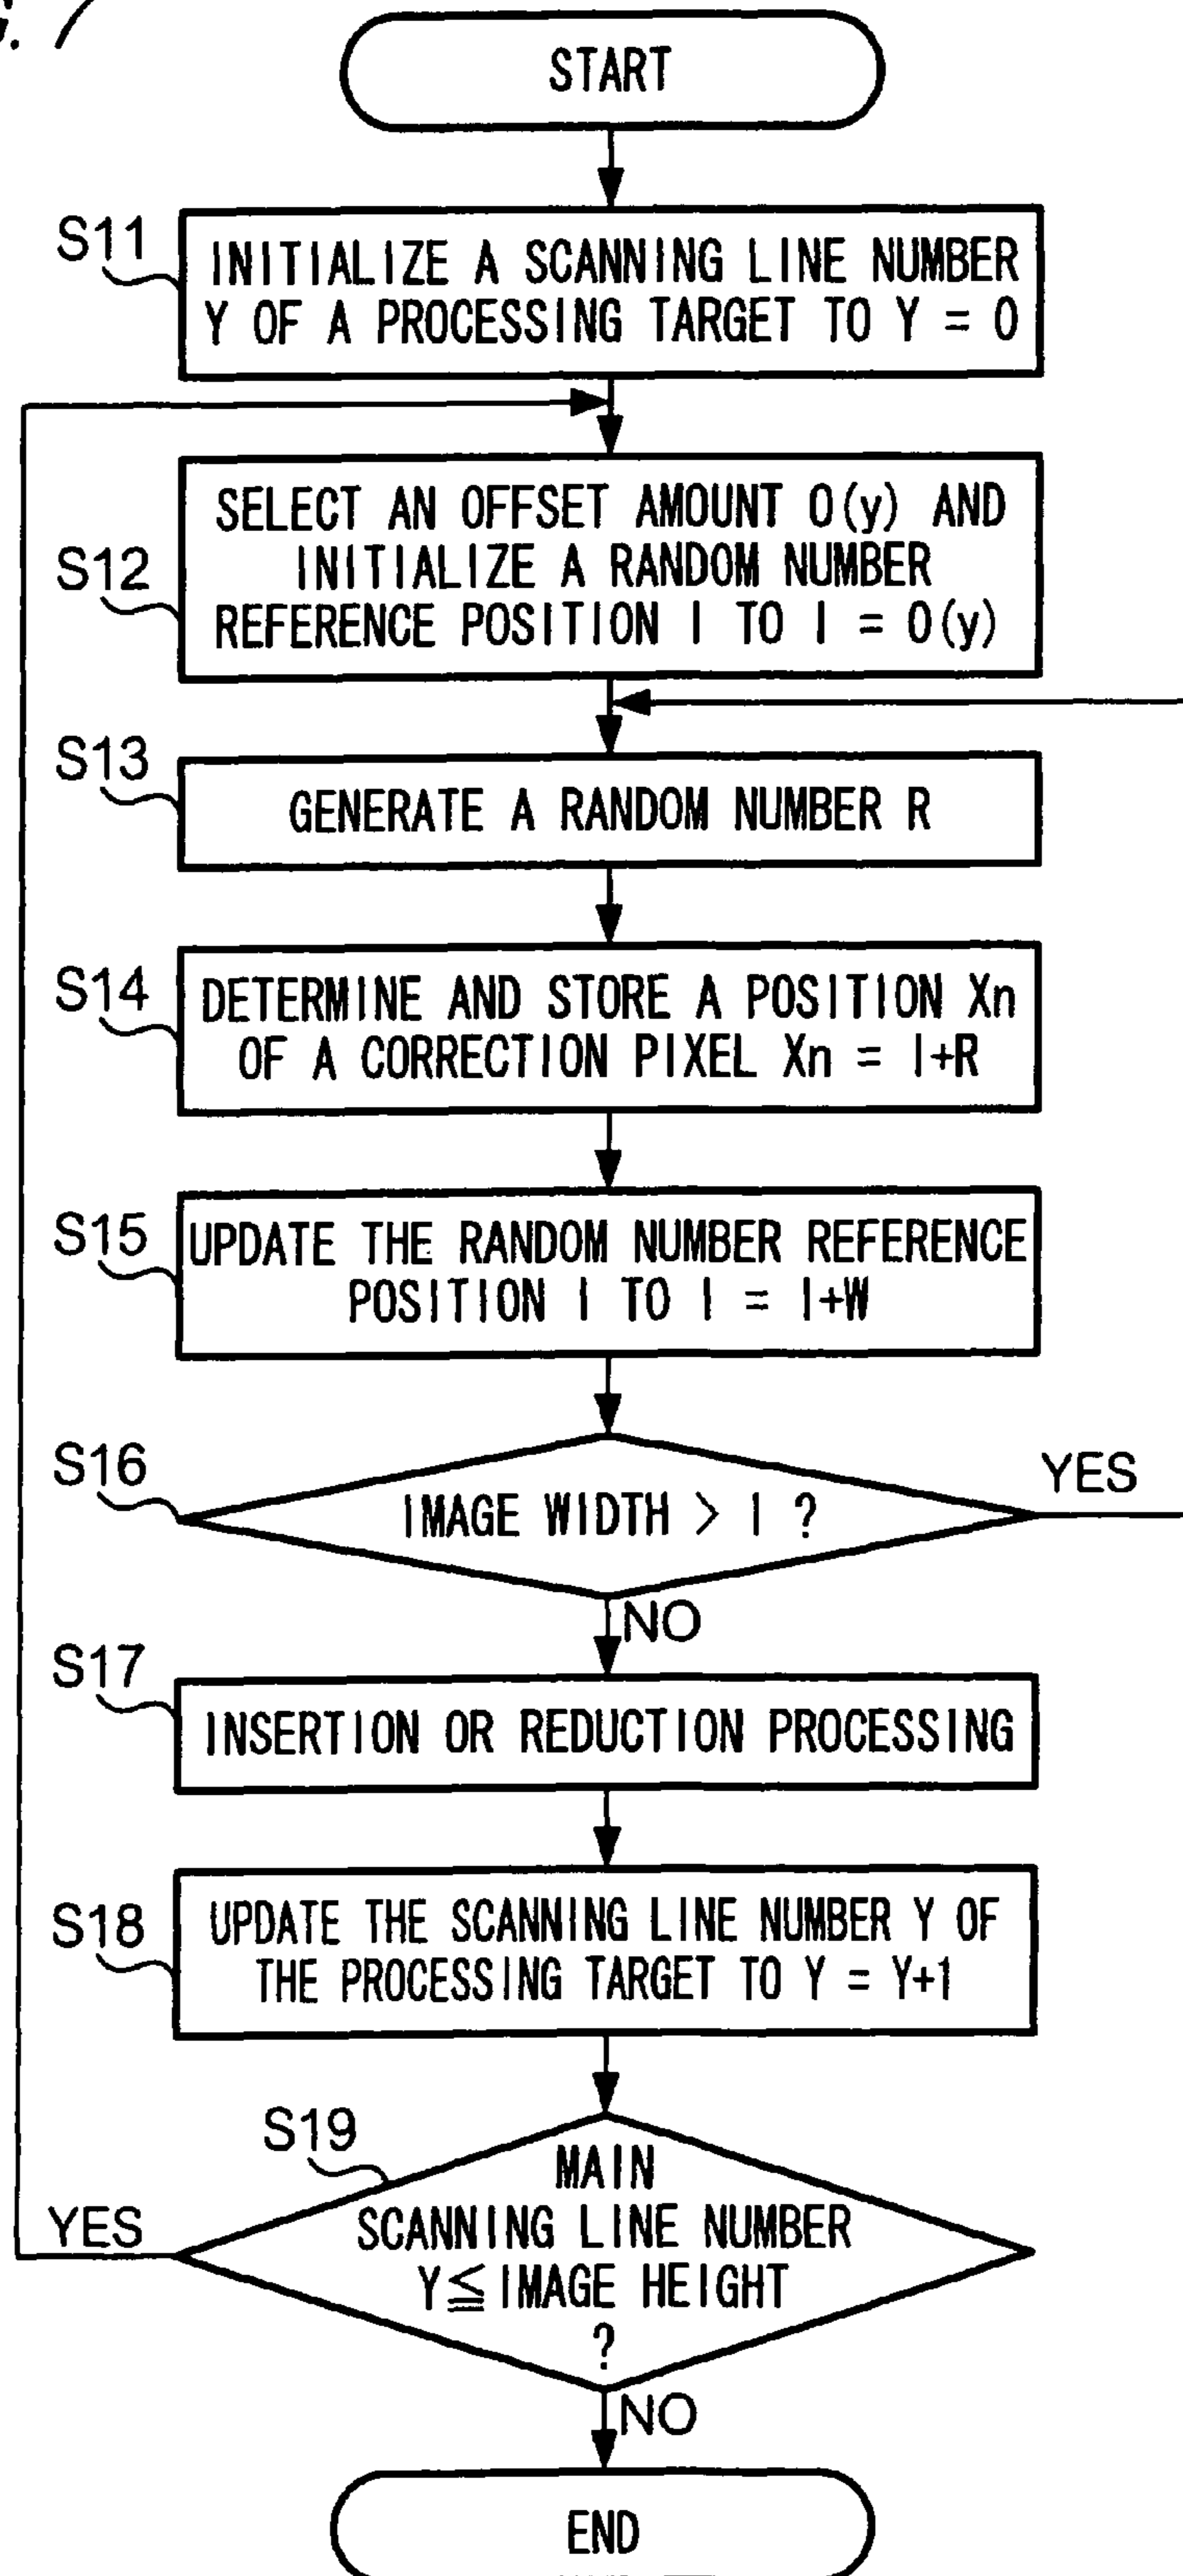 START
S11
INITIALIZE A SCANNING LINE NUMBER
Y OF A PROCESSING TARGET TO Y = 0
S12
SELECT AN OFFSET AMOUNT O(y) AND
INITIALIZE A RANDOM NUMBER
REFERENCE POSITION I TO I = O(y)
S13
GENERATE A RANDOM NUMBER R
S14
DETERMINE AND STORE A POSITION Xn
OF A CORRECTION PIXEL Xn = I+R
S15
UPDATE THE RANDOM NUMBER REFERENCE
POSITION I TO I = I+W
S16
IMAGE WIDTH > I ?
YES
NO
S17
INSERTION OR REDUCTION PROCESSING
S18
UPDATE THE SCANNING LINE NUMBER Y OF
THE PROCESSING TARGET TO Y = Y+1
S19
MAIN
SCANNING LINE NUMBER
Y≦IMAGE HEIGHT
?
YES
NO
END